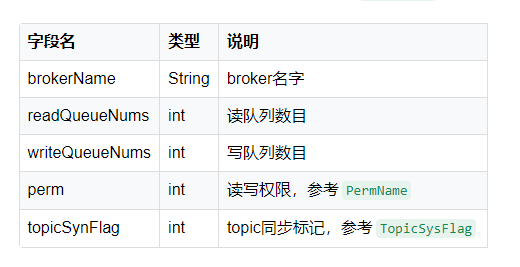 字段名 类型 说明
brokerName String broker名字
readQueueNums int 读队列数目
writeQueueNums int 写队列数目
perm int 读写权限，参考 PermName
topicSynFlag int topic同步标记，参考 TopicSysFlag